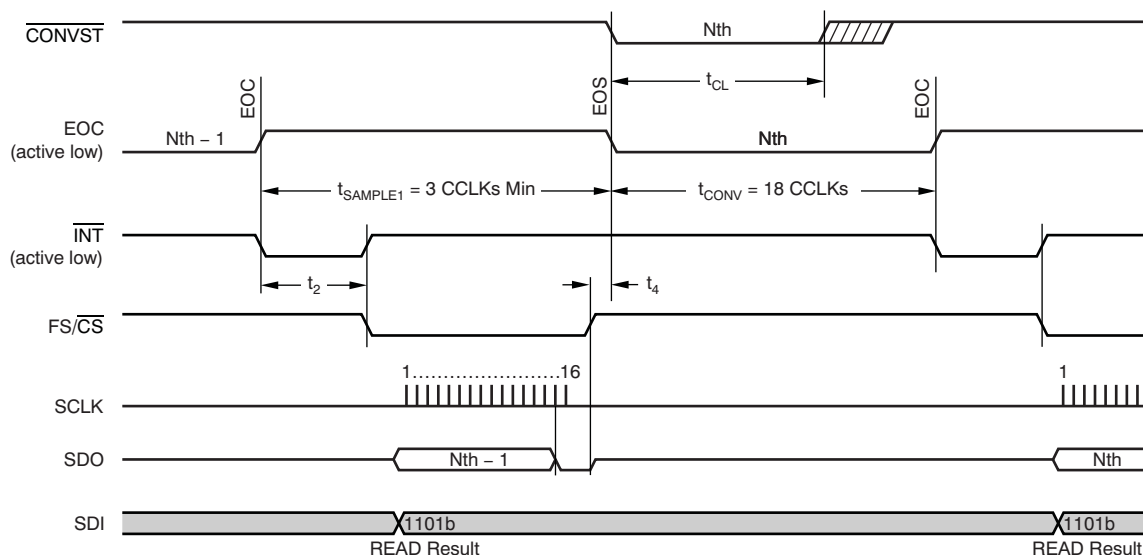 CONVST
Nth
t_CL
EOC
EOS
EOC
EOC
(active low)
Nth − 1
Nth
t_SAMPLE1 = 3 CCLKs Min
t_CONV = 18 CCLKs
INT
(active low)
t_2
t_4
FS/CS
1.......................16
1
SCLK
SDO
Nth − 1
Nth
SDI
1101b
1101b
READ Result
READ Result